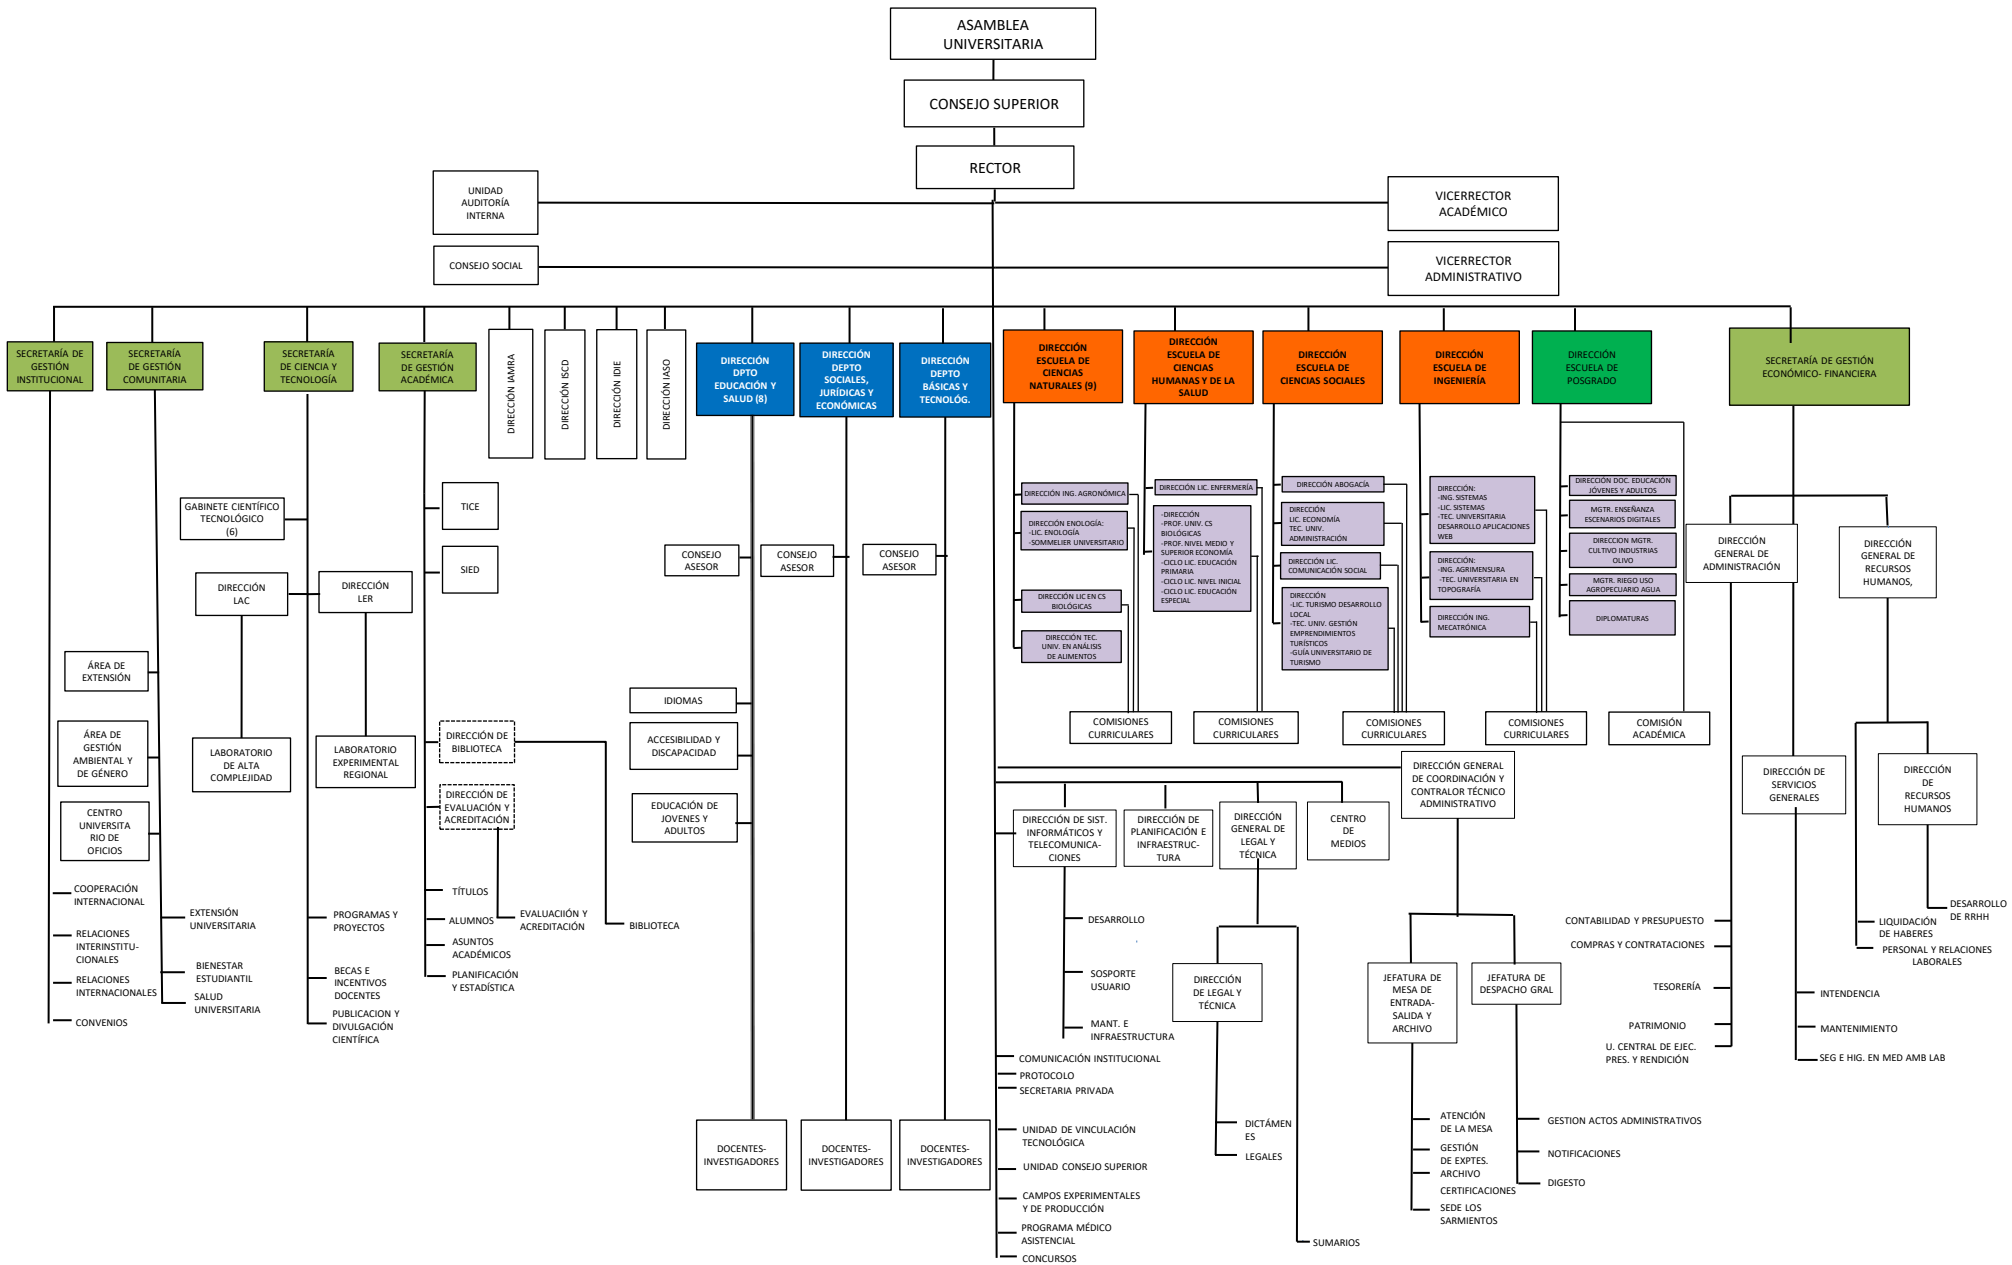 ASAMBLEA
UNIVERSITARIA
CONSEJO SUPERIOR
RECTOR
UNIDAD
AUDITORÍA
INTERNA
VICERRECTOR
ACADÉMICO
CONSEJO SOCIAL
VICERRECTOR
ADMINISTRATIVO
SECRETARÍA DE
GESTIÓN
INSTITUCIONAL
SECRETARÍA
DE GESTIÓN
COMUNITARIA
SECRETARÍA
DE CIENCIA Y
TECNOLOGÍA
SECRETARÍA
DE GESTIÓN
ACADÉMICA
DIRECCIÓN IAMRA
DIRECCIÓN ISCD
DIRECCIÓN IDIE
DIRECCIÓN IASO
DIRECCIÓN
DPTO
EDUCACIÓN Y
SALUD (8)
DIRECCIÓN
DEPTO
SOCIALES,
JURÍDICAS Y
ECONÓMICAS
DIRECCIÓN
DEPTO
BÁSICAS Y
TECNOLÓG.
DIRECCIÓN
ESCUELA DE
CIENCIAS
NATURALES (9)
DIRECCIÓN
ESCUELA DE
CIENCIAS
HUMANAS Y DE LA
SALUD
DIRECCIÓN
ESCUELA DE
CIENCIAS SOCIALES
DIRECCIÓN
ESCUELA DE
INGENIERÍA
DIRECCIÓN
ESCUELA DE
POSGRADO
SECRETARÍA DE GESTIÓN
ECONÓMICO- FINANCIERA
GABINETE CIENTÍFICO
TECNOLÓGICO
(6)
TICE
SIED
DIRECCIÓN
LAC
DIRECCIÓN
LER
CONSEJO
ASESOR
CONSEJO
ASESOR
CONSEJO
ASESOR
DIRECCIÓN ING. AGRONÓMICA
DIRECCIÓN ENOLOGÍA:
-LIC. ENOLOGÍA
-SOMMELIER UNIVERSITARIO
DIRECCIÓN LIC EN CS
BIOLÓGICAS
DIRECCIÓN TEC.
UNIV. EN ANÁLISIS
DE ALIMENTOS
DIRECCIÓN LIC. ENFERMERÍA
-DIRECCIÓN
-PROF. UNIV. CS
BIOLÓGICAS
-PROF. NIVEL MEDIO Y
SUPERIOR ECONOMÍA
-CICLO LIC. EDUCACIÓN
PRIMARIA
-CICLO LIC. NIVEL INICIAL
-CICLO LIC. EDUCACIÓN
ESPECIAL
DIRECCIÓN ABOGACÍA
DIRECCIÓN
LIC. ECONOMÍA
TEC. UNIV.
ADMINISTRACIÓN
DIRECCIÓN LIC.
COMUNICACIÓN SOCIAL
DIRECCIÓN
-LIC. TURISMO DESARROLLO
LOCAL
-TEC. UNIV. GESTIÓN
EMPRENDIMIENTOS
TURÍSTICOS
-GUÍA UNIVERSITARIO DE
TURISMO
DIRECCIÓN:
-ING. SISTEMAS
-LIC. SISTEMAS
-TEC. UNIVERSITARIA
DESARROLLO APLICACIONES
WEB
DIRECCIÓN:
-ING. AGRIMENSURA
-TEC. UNIVERSITARIA EN
TOPOGRAFÍA
DIRECCIÓN ING.
MECATRÓNICA
DIRECCIÓN DOC. EDUCACIÓN
JÓVENES Y ADULTOS
MGTR. ENSEÑANZA
ESCENARIOS DIGITALES
DIRECCION MGTR.
CULTIVO INDUSTRIAS
OLIVO
MGTR. RIEGO USO
AGROPECUARIO AGUA
DIPLOMATURAS
DIRECCIÓN
GENERAL DE
ADMINISTRACIÓN
DIRECCIÓN
GENERAL DE
RECURSOS
HUMANOS,
ÁREA DE
EXTENSIÓN
ÁREA DE
GESTIÓN
AMBIENTAL Y
DE GÉNERO
CENTRO
UNIVERSITA
RIO DE
OFICIOS
LABORATORIO
DE ALTA
COMPLEJIDAD
LABORATORIO
EXPERIMENTAL
REGIONAL
DIRECCIÓN DE
BIBLIOTECA
DIRECCIÓN DE
EVALUACIÓN Y
ACREDITACIÓN
IDIOMAS
ACCESIBILIDAD Y
DISCAPACIDAD
EDUCACIÓN DE
JOVENES Y
ADULTOS
COMISIONES
CURRICULARES
COMISIONES
CURRICULARES
COMISIONES
CURRICULARES
COMISIONES
CURRICULARES
COMISIÓN
ACADÉMICA
DIRECCIÓN GENERAL
DE COORDINACIÓN Y
CONTRALOR TÉCNICO
ADMINISTRATIVO
DIRECCIÓN DE
SERVICIOS
GENERALES
DIRECCIÓN
DE
RECURSOS
HUMANOS
DIRECCIÓN DE SIST.
INFORMÁTICOS Y
TELECOMUNICA-
CIONES
DIRECCIÓN DE
PLANIFICACIÓN E
INFRAESTRUC-
TURA
DIRECCIÓN
GENERAL DE
LEGAL Y
TÉCNICA
CENTRO
DE
MEDIOS
COOPERACIÓN
INTERNACIONAL
RELACIONES
INTERINSTITU-
CIONALES
RELACIONES
INTERNACIONALES
CONVENIOS
EXTENSIÓN
UNIVERSITARIA
BIENESTAR
ESTUDIANTIL
SALUD
UNIVERSITARIA
PROGRAMAS Y
PROYECTOS
BECAS E
INCENTIVOS
DOCENTES
PUBLICACION Y
DIVULGACIÓN
CIENTÍFICA
TÍTULOS
ALUMNOS
ASUNTOS
ACADÉMICOS
PLANIFICACIÓN
Y ESTADÍSTICA
EVALUACIIÓN Y
ACREDITACIÓN
BIBLIOTECA
DESARROLLO
SOSPORTE
USUARIO
MANT. E
INFRAESTRUCTURA
DIRECCIÓN
DE LEGAL Y
TÉCNICA
JEFATURA DE
MESA DE
ENTRADA-
SALIDA Y
ARCHIVO
JEFATURA DE
DESPACHO GRAL
CONTABILIDAD Y PRESUPUESTO
COMPRAS Y CONTRATACIONES
TESORERÍA
PATRIMONIO
U. CENTRAL DE EJEC.
PRES. Y RENDICIÓN
INTENDENCIA
MANTENIMIENTO
SEG E HIG. EN MED AMB LAB
DESARROLLO
DE RRHH
LIQUIDACIÓN
DE HABERES
PERSONAL Y RELACIONES
LABORALES
COMUNICACIÓN INSTITUCIONAL
PROTOCOLO
SECRETARIA PRIVADA
UNIDAD DE VINCULACIÓN
TECNOLÓGICA
UNIDAD CONSEJO SUPERIOR
CAMPOS EXPERIMENTALES
Y DE PRODUCCIÓN
PROGRAMA MÉDICO
ASISTENCIAL
CONCURSOS
DICTÁMEN
ES
LEGALES
SUMARIOS
ATENCIÓN
DE LA MESA
GESTIÓN
DE EXPTES.
ARCHIVO
CERTIFICACIONES
SEDE LOS
SARMIENTOS
GESTION ACTOS ADMINISTRATIVOS
NOTIFICACIONES
DIGESTO
DOCENTES-
INVESTIGADORES
DOCENTES-
INVESTIGADORES
DOCENTES-
INVESTIGADORES